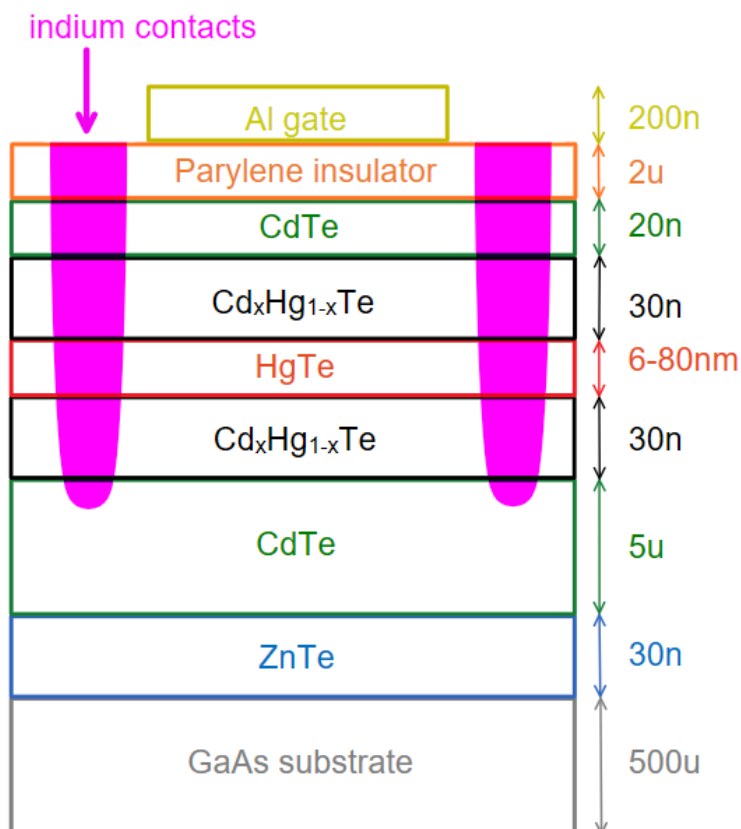 indium contacts
Al gate
200n
Parylene insulator
2u
CdTe
20n
CdxHg1-xTe
30n
HgTe
6-80nm
CdxHg1-xTe
30n
CdTe
5u
ZnTe
30n
GaAs substrate
500u